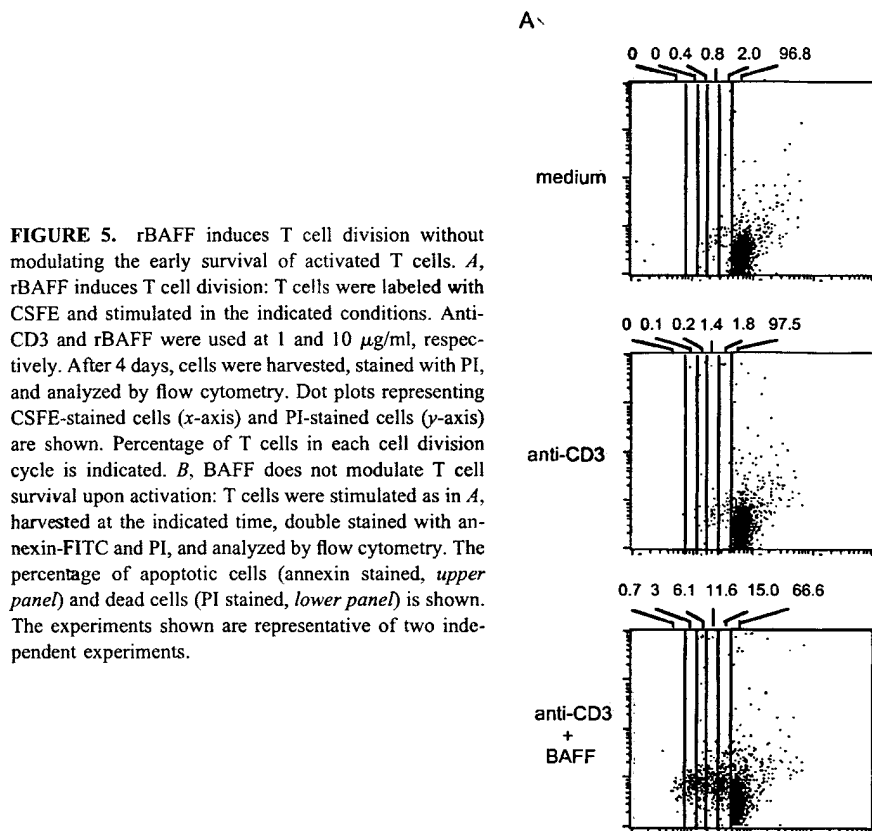 A
0 0 0.4 0.8 2.0 96.8
medium
0 0.1 0.2 1.4 1.8 97.5
anti-CD3
0.7 3 6.1 11.6 15.0 66.6
anti-CD3
+
BAFF
FIGURE 5. rBAFF induces T cell division without
modulating the early survival of activated T cells. A,
rBAFF induces T cell division: T cells were labeled with
CSFE and stimulated in the indicated conditions. Anti-
CD3 and rBAFF were used at 1 and 10 μg/ml, respec-
tively. After 4 days, cells were harvested, stained with PI,
and analyzed by flow cytometry. Dot plots representing
CSFE-stained cells (x-axis) and PI-stained cells (y-axis)
are shown. Percentage of T cells in each cell division
cycle is indicated. B, BAFF does not modulate T cell
survival upon activation: T cells were stimulated as in A,
harvested at the indicated time, double stained with an-
nexin-FITC and PI, and analyzed by flow cytometry. The
percentage of apoptotic cells (annexin stained, upper
panel) and dead cells (PI stained, lower panel) is shown.
The experiments shown are representative of two inde-
pendent experiments.